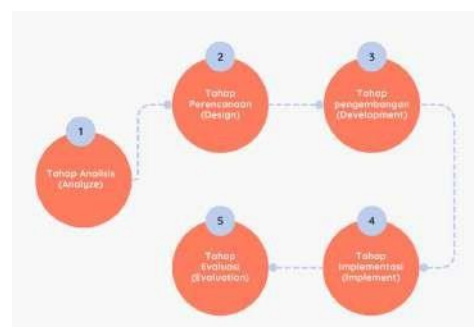 1
Tahap Analisis
(Analyze)
2
Tahap
Perencanaan
(Design)
3
Tahap
pengembangan
(Development)
4
Tahap
Implementasi
(Implement)
5
Tahap
Evaluasi
(Evaluation)